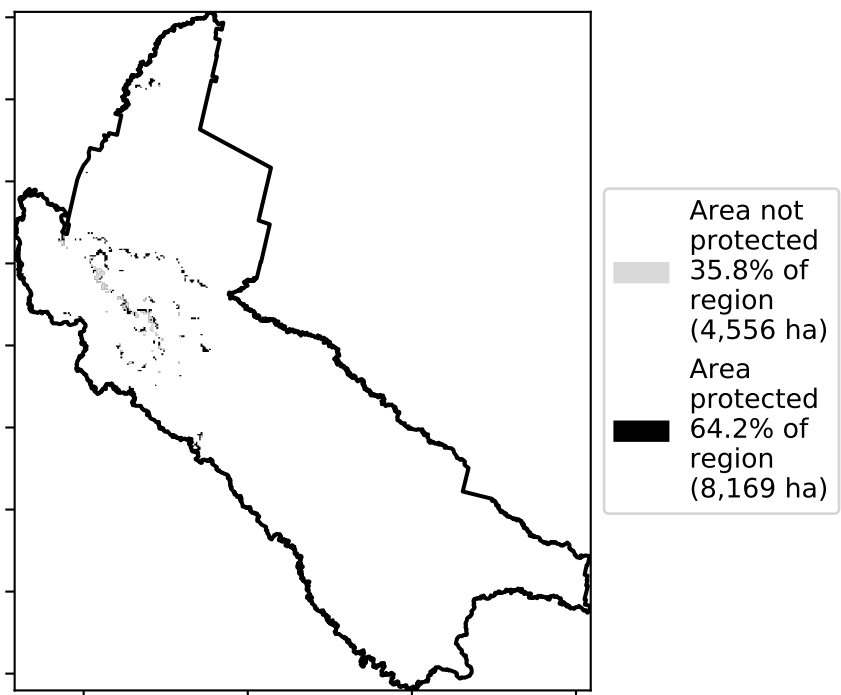 Area not
protected
35.8% of
region
(4,556 ha)
Area
protected
64.2% of
region
(8,169 ha)